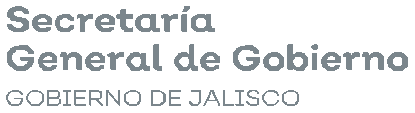 Secretaría
General de Gobierno
GOBIERNO DE JALISCO